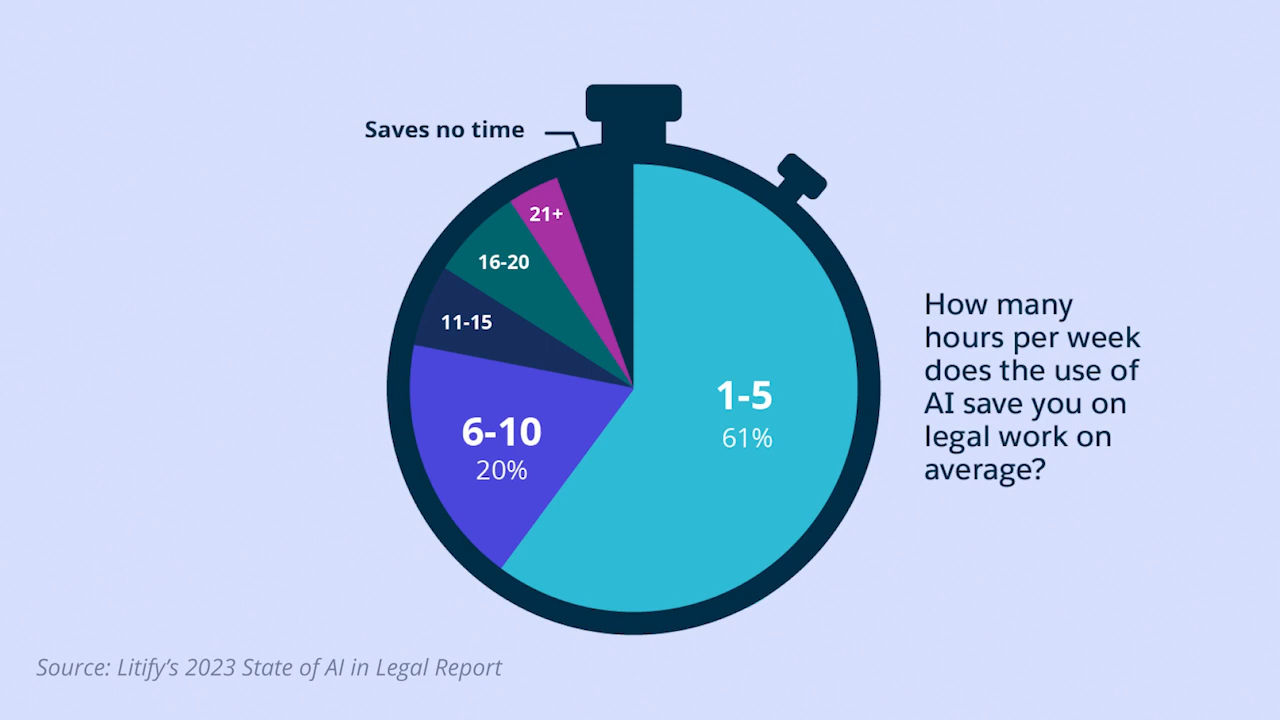 Saves no time
21+
16-20
11-15
6-10
20%
1-5
61%
How many
hours per week
does the use of
AI save you on
legal work on
average?
Source: Litify’s 2023 State of AI in Legal Report